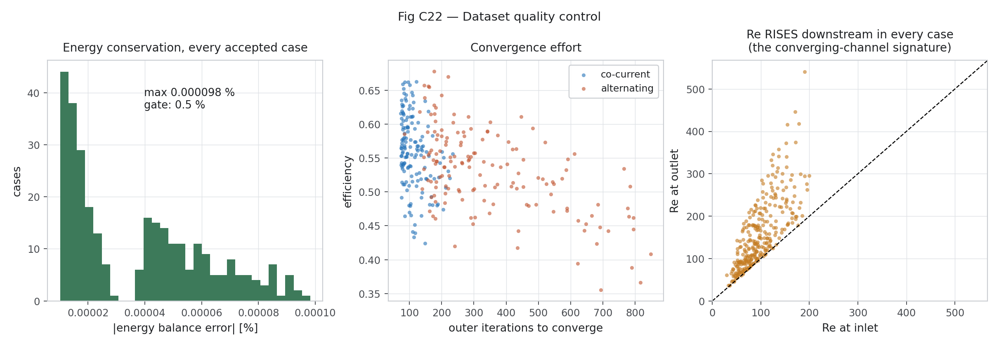 Fig C22 — Dataset quality control
Energy conservation, every accepted case
max 0.000098 %
gate: 0.5 %
cases
0
10
20
30
40
0.00002
0.00004
0.00006
0.00008
0.00010
|energy balance error| [%]
Convergence effort
co-current
alternating
efficiency
0.35
0.40
0.45
0.50
0.55
0.60
0.65
100
200
300
400
500
600
700
800
outer iterations to converge
Re RISES downstream in every case
(the converging-channel signature)
Re at outlet
0
100
200
300
400
500
0
100
200
300
400
500
Re at inlet